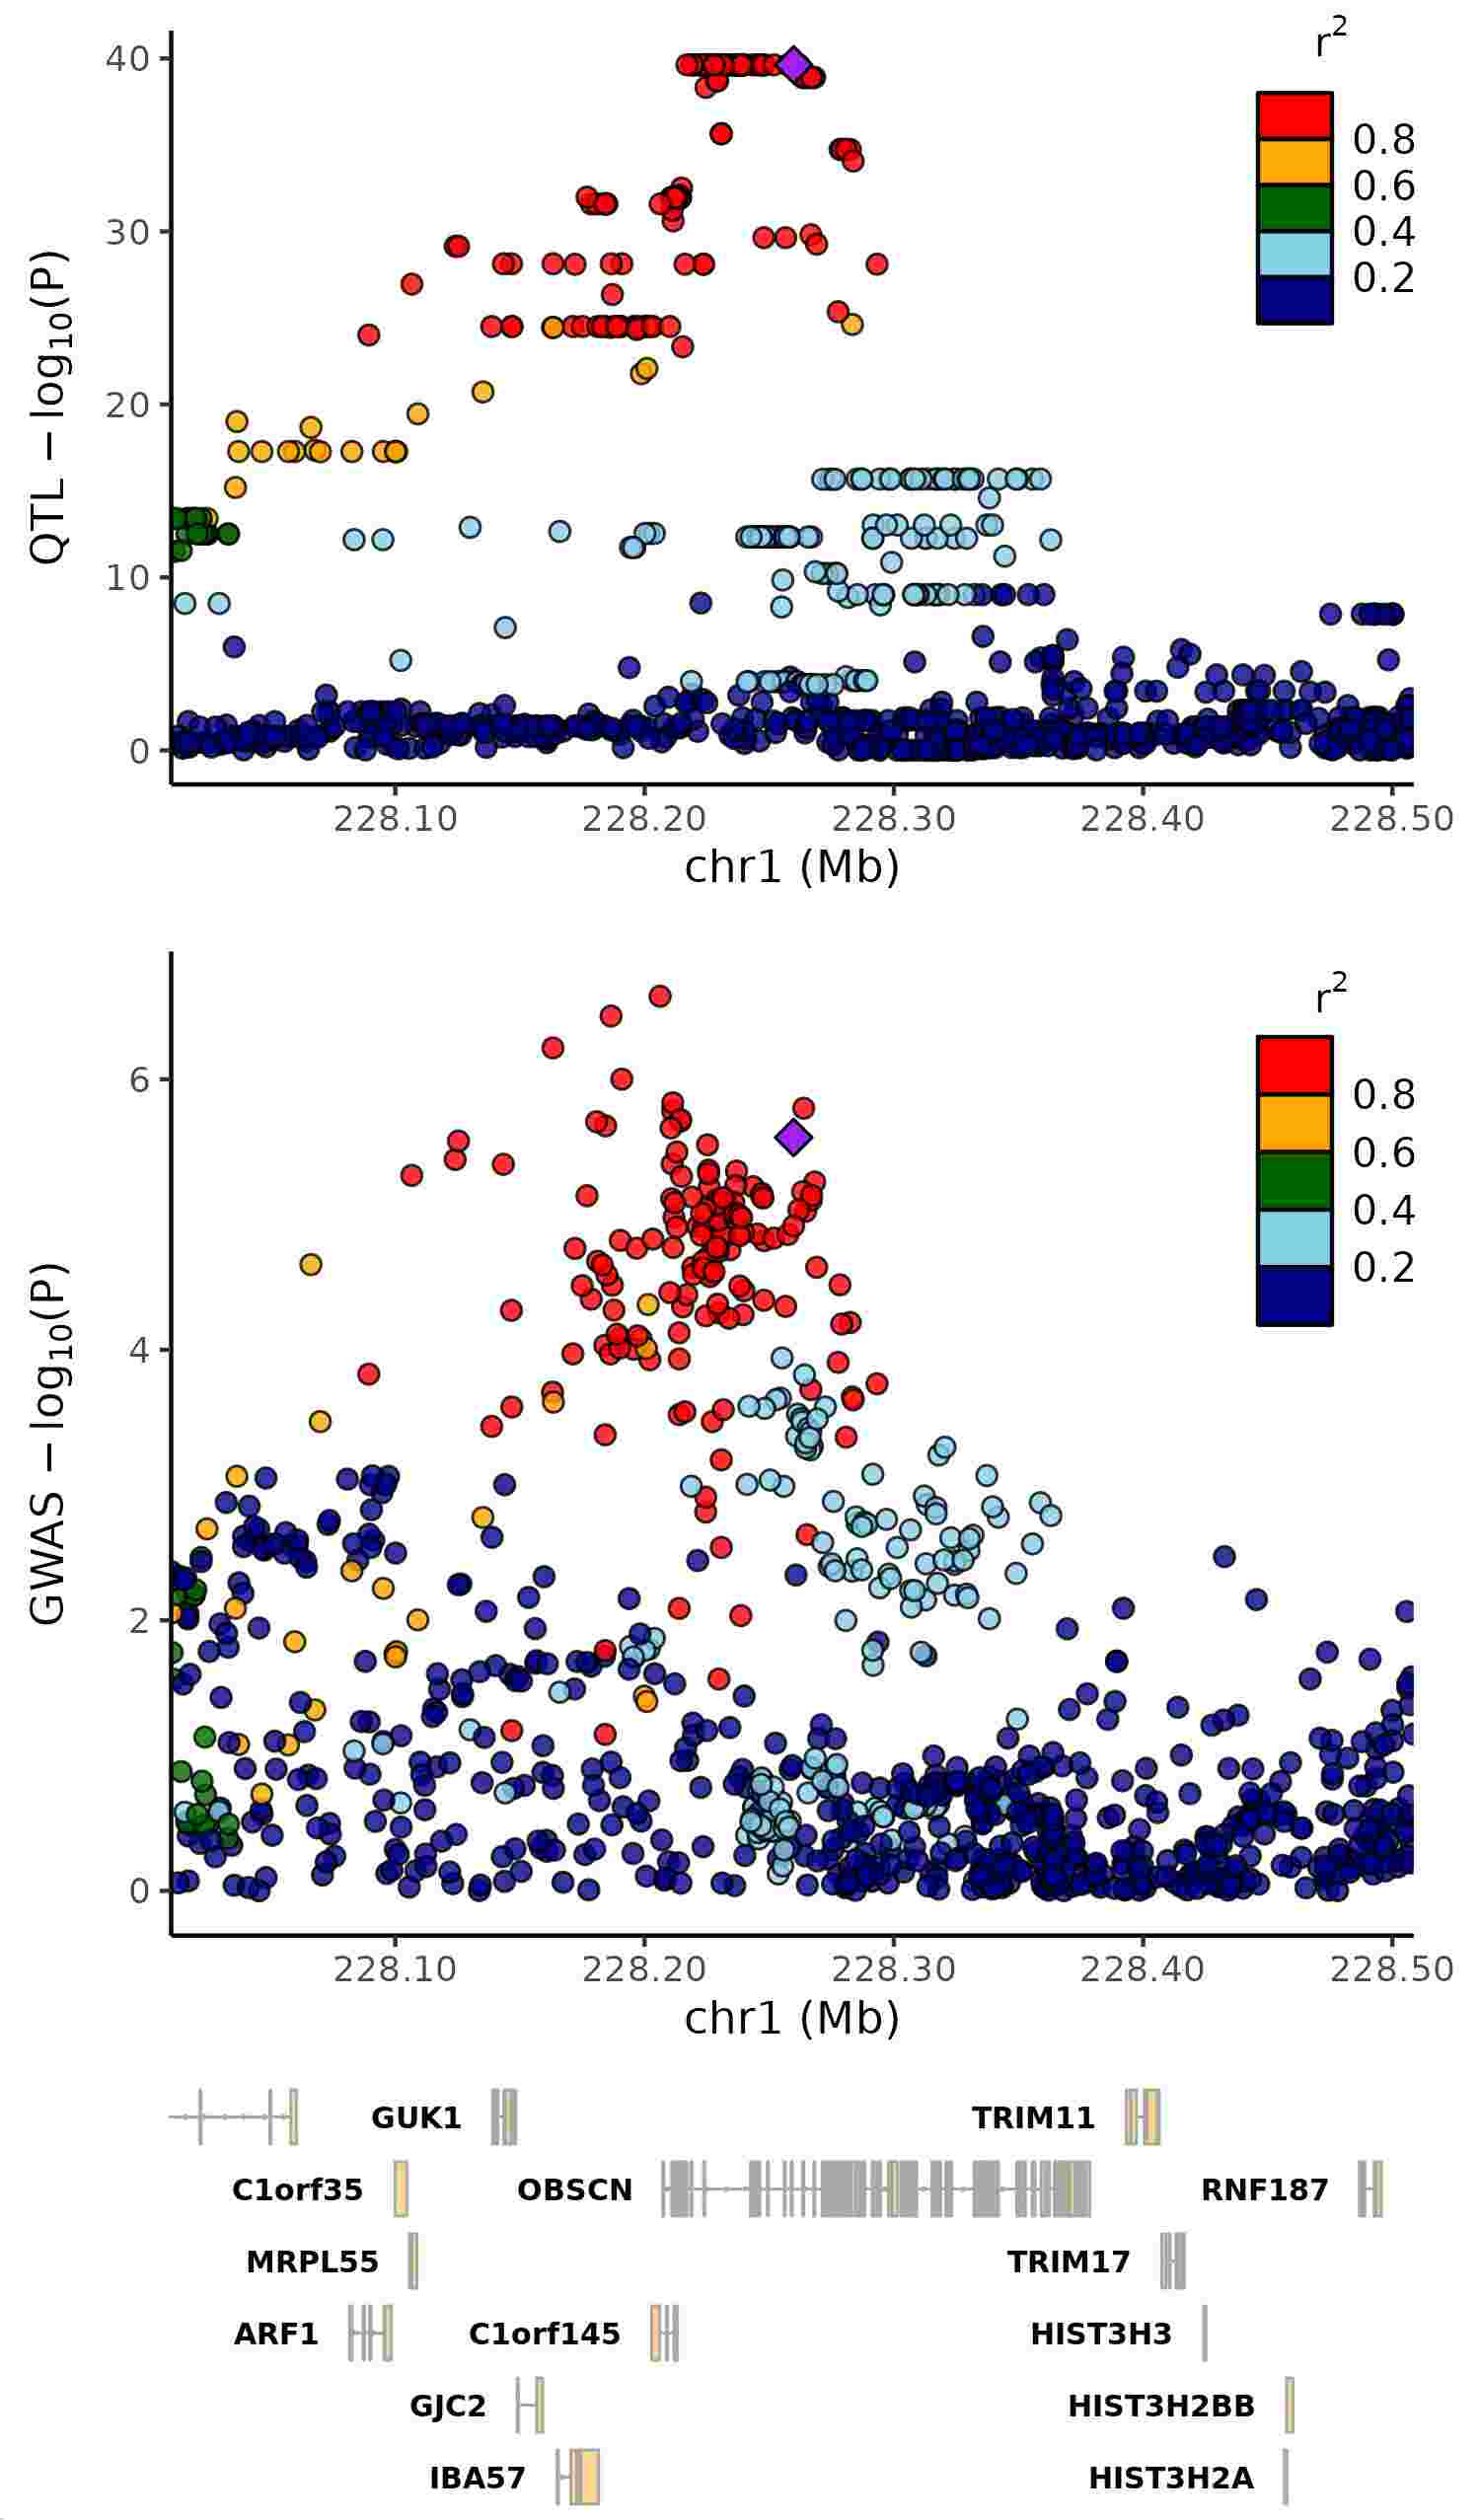 r²
40
0.8
0.6
30
0.4
0.2
20
QTL −log₁₀(P)
10
0
228.10 228.20 228.30 228.40 228.50
chr1 (Mb)
r²
6
0.8
0.6
0.4
4
0.2
GWAS −log₁₀(P)
2
0
228.10 228.20 228.30 228.40 228.50
chr1 (Mb)
GUK1 TRIM11
C1orf35 OBSCN RNF187
MRPL55 TRIM17
ARF1 C1orf145 HIST3H3
GJC2 HIST3H2BB
IBA57 HIST3H2A